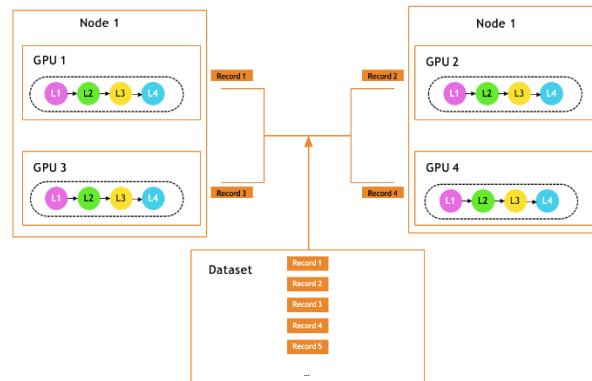 Node 1
GPU 1
L1 L2 L3 L4
GPU 3
L1 L2 L3 L4
Record 1
Record 3
Record 2
Record 4
Node 1
GPU 2
L1 L2 L3 L4
GPU 4
L1 L2 L3 L4
Dataset
Record 1
Record 2
Record 3
Record 4
Record 5
...